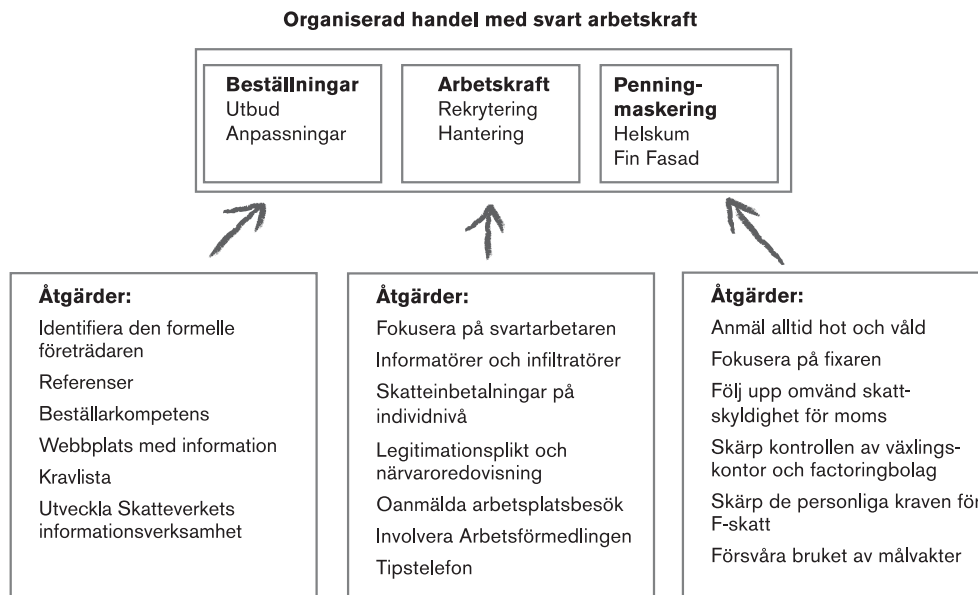 Organiserad handel med svart arbetskraft
Beställningar
Utbud
Anpassningar
Arbetskraft
Rekrytering
Hantering
Penning-
maskering
Helskum
Fin Fasad
Åtgärder:
Identifiera den formelle
företrädaren
Referenser
Beställarkompetens
Webbplats med information
Kravlista
Utveckla Skatteverkets
informationsverksamhet
Åtgärder:
Fokusera på svartarbetaren
Informatörer och infiltratörer
Skatteinbetalningar på
individnivå
Legitimationsplikt och
närvaroredovisning
Oanmälda arbetsplatsbesök
Involvera Arbetsförmedlingen
Tipstelefon
Åtgärder:
Anmäl alltid hot och våld
Fokusera på fixaren
Följ upp omvänd skatt-
skyldighet för moms
Skärp kontrollen av växlings-
kontor och factoringbolag
Skärp de personliga kraven för
F-skatt
Försvåra bruket av målvakter